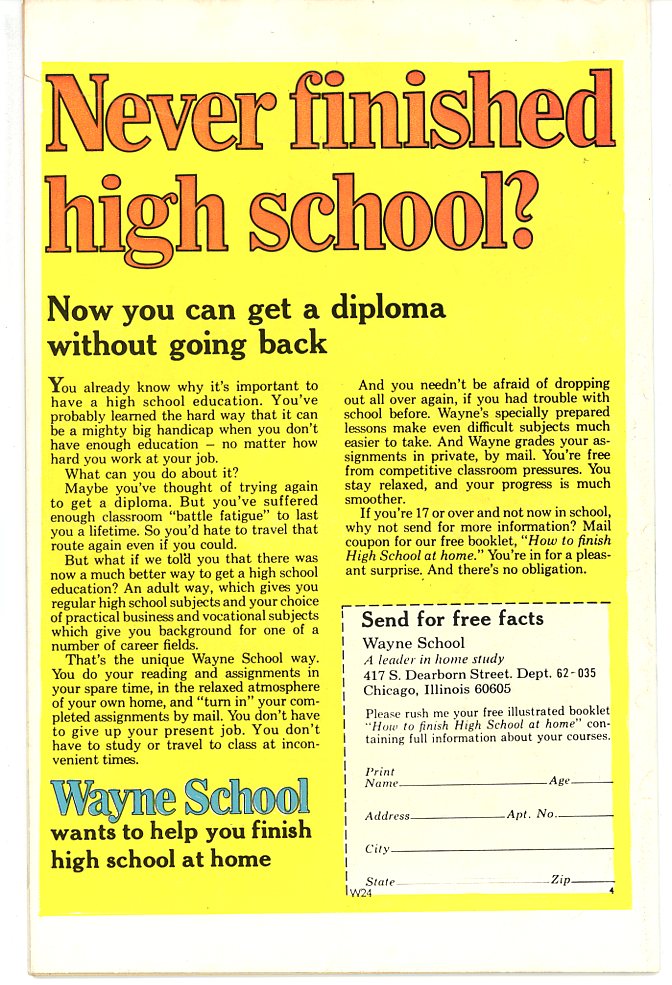 Never finished
high school?
Now you can get a diploma
without going back
You already know why it's important to
have a high school education. You've
probably learned the hard way that it can
be a mighty big handicap when you don't
have enough education – no matter how
hard you work at your job.
What can you do about it?
Maybe you've thought of trying again
to get a diploma. But you've suffered
enough classroom "battle fatigue" to last
you a lifetime. So you'd hate to travel that
route again even if you could.
But what if we told you that there was
now a much better way to get a high school
education? An adult way, which gives you
regular high school subjects and your choice
of practical business and vocational subjects
which give you background for one of a
number of career fields.
That's the unique Wayne School way.
You do your reading and assignments in
your spare time, in the relaxed atmosphere
of your own home, and "turn in" your com-
pleted assignments by mail. You don't have
to give up your present job. You don't
have to study or travel to class at incon-
venient times.
Wayne School
wants to help you finish
high school at home
And you needn't be afraid of dropping
out all over again, if you had trouble with
school before. Wayne's specially prepared
lessons make even difficult subjects much
easier to take. And Wayne grades your as-
signments in private, by mail. You're free
from competitive classroom pressures. You
stay relaxed, and your progress is much
smoother.
If you're 17 or over and not now in school,
why not send for more information? Mail
coupon for our free booklet, "How to finish
High School at home." You're in for a pleas-
ant surprise. And there's no obligation.
Send for free facts
Wayne School
A leader in home study
417 S. Dearborn Street. Dept. 62-035
Chicago, Illinois 60605
Please rush me your free illustrated booklet
"How to finish High School at home" con-
taining full information about your courses.
Print
Name Age
Address Apt. No.
City
State Zip
W24 4